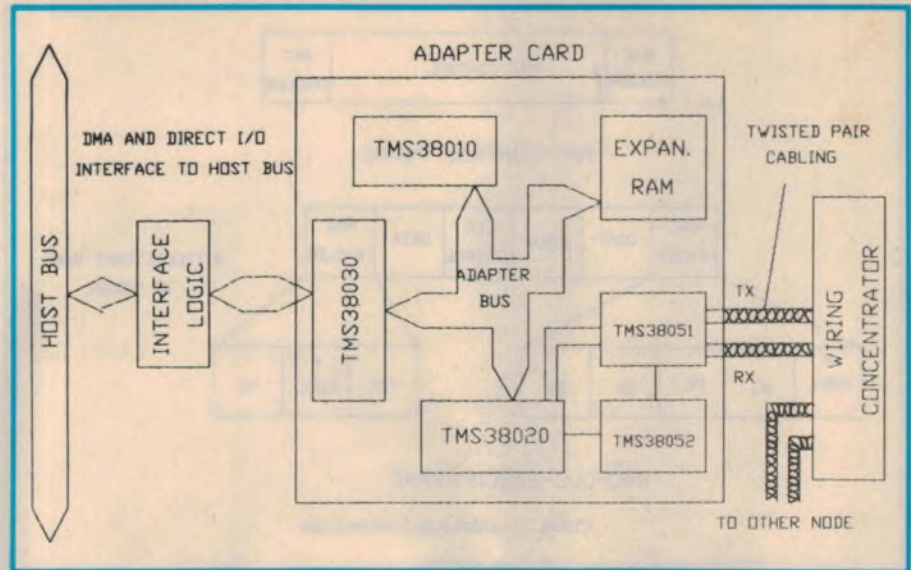 ADAPTER CARD
DMA AND DIRECT I/O
INTERFACE TO HOST BUS
HOST BUS
INTERFACE
LOGIC
TMS38030
TMS38010
EXPAN.
RAM
ADAPTER
BUS
TMS38051
TMS38020
TMS38052
TWISTED PAIR
CABLING
TX
RX
WIRING
CONCENTRATOR
TO OTHER NODE